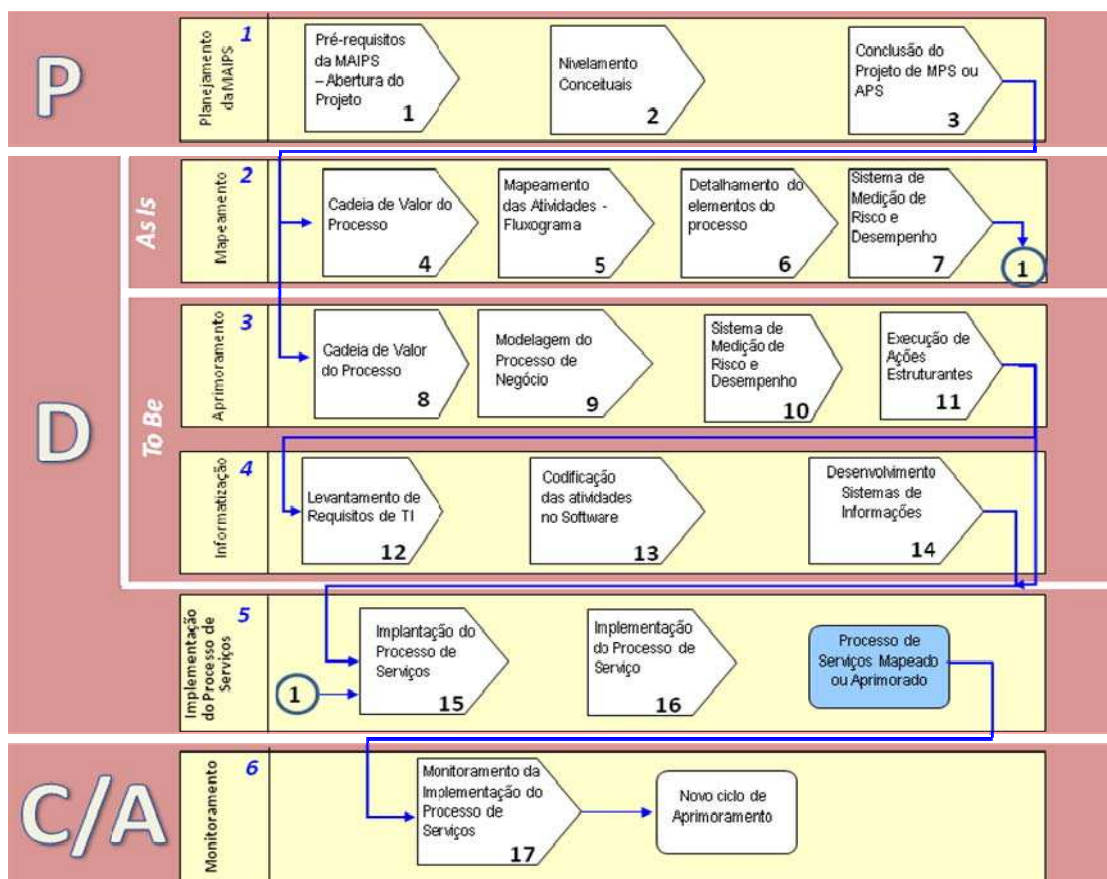 P
Planejamento
da MAIPS
1
Pré-requisitos
da MAIPS
– Abertura do
Projeto
1
Nivelamento
Conceituais
2
Conclusão do
Projeto de MPS ou
APS
3
D
As Is
Mapeamento
2
Cadeia de Valor do
Processo
4
Mapeamento
das Atividades -
Fluxograma
5
Detalhamento do
elementos do
processo
6
Sistema de
Medição de
Risco e
Desempenho
7
1
To Be
Aprimoramento
3
Cadeia de Valor
do Processo
8
Modelagem do
Processo de
Negócio
9
Sistema de
Medição de
Risco e
Desempenho
10
Execução de
Ações
Estruturantes
11
Informatização
4
Levantamento de
Requisitos de TI
12
Codificação
das atividades
no Software
13
Desenvolvimento
Sistemas de
Informações
14
Implementação
do Processo de
Serviços
5
1
Implantação do
Processo de
Serviços
15
Implementação
do Processo de
Serviço
16
Processo de
Serviços Mapeado
ou Aprimorado
C/A
Monitoramento
6
Monitoramento da
Implementação do
Processo de
Serviços
17
Novo ciclo de
Aprimoramento